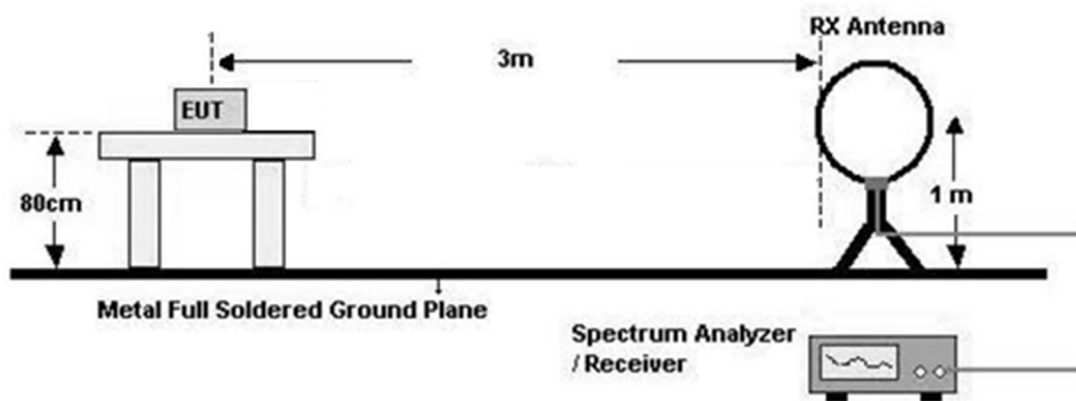 RX Antenna
3m
EUT
80cm
1 m
Metal Full Soldered Ground Plane
Spectrum Analyzer
/ Receiver